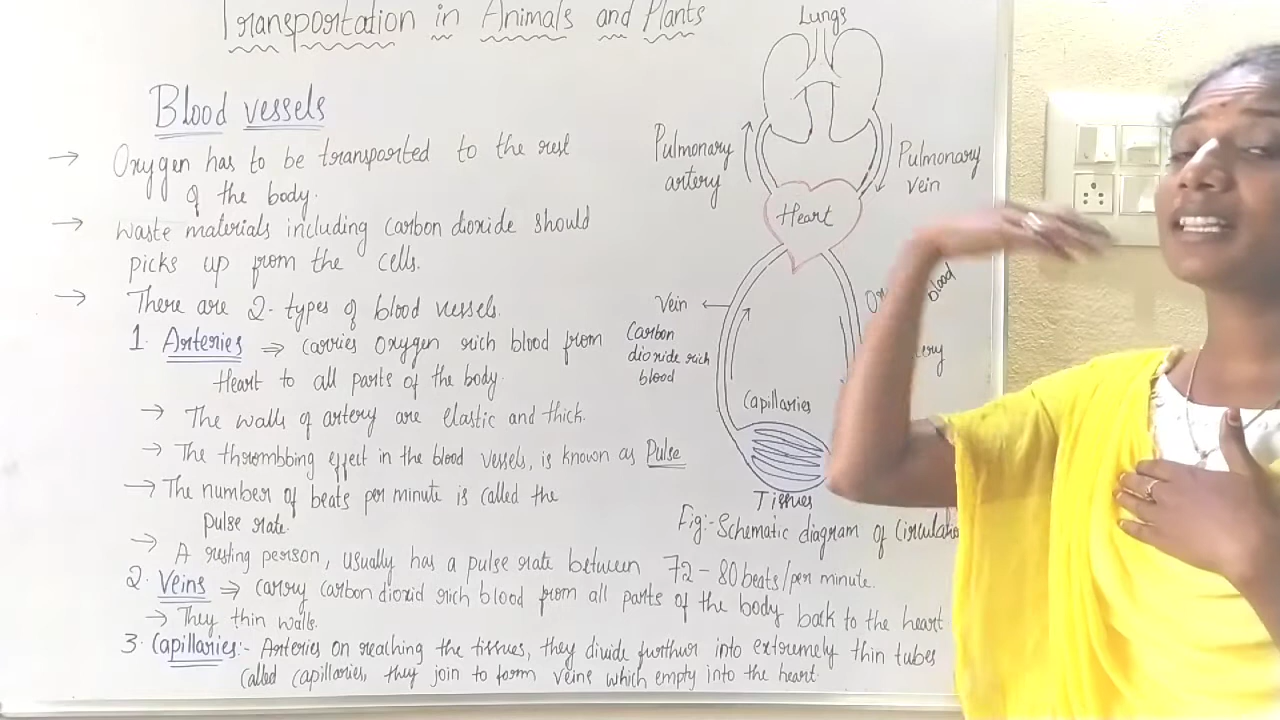 Transportation in Animals and Plants
Blood vessels
→ Oxygen has to be transported to the rest
of the body.
→ Waste materials including carbon dioxide should
picks up from the cells.
→ There are 2-types of blood vessels.
1. Arteries ⇒ carries oxygen rich blood from
Heart to all parts of the body.
→ The walls of artery are elastic and thick.
→ The thrombbing effect in the blood vessels, is known as Pulse
→ The number of beats per minute is called the
pulse rate.
→ A resting person, usually has a pulse rate between 72-80 beats/per minute.
2. Veins ⇒ carry carbon dioxid rich blood from all parts of the body back to the heart
→ They thin walls.
3. Capillaries:- Arteries on reaching the tissues, they divide further into extremely thin tubes
called capillaries, they join to form veins which empty into the heart.
Lungs
Pulmonary
artery
Pulmonary
vein
Heart
Vein
Carbon
dioxide rich
blood
blood
Capillaries
Tissues
Fig:- Schematic diagram of